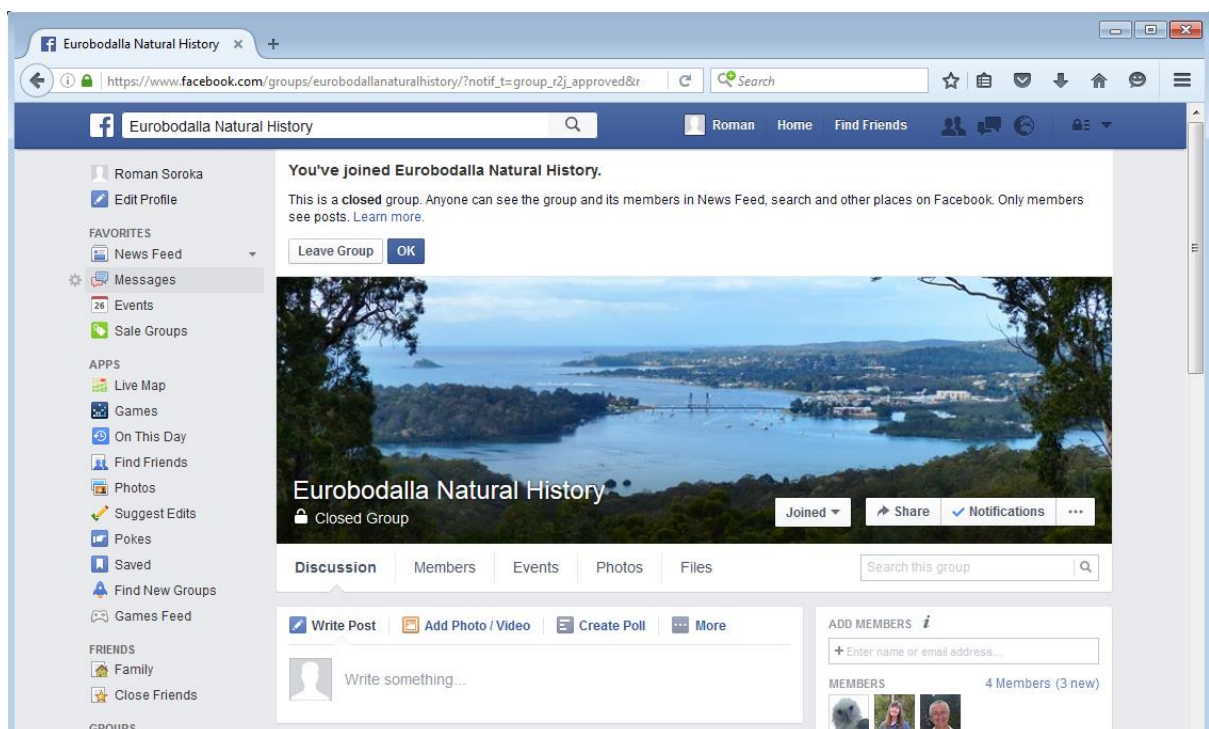 Eurobodalla Natural History
https://www.facebook.com/groups/eurobodallanaturalhistory/?notif_t=group_r2j_approved&r
Search
Eurobodalla Natural History
Roman Home Find Friends
Roman Soroka
Edit Profile
FAVORITES
News Feed
Messages
26 Events
Sale Groups
APPS
Live Map
Games
On This Day
Find Friends
Photos
Suggest Edits
Pokes
Saved
Find New Groups
Games Feed
FRIENDS
Family
Close Friends
GROUPS
You've joined Eurobodalla Natural History.
This is a closed group. Anyone can see the group and its members in News Feed, search and other places on Facebook. Only members
see posts. Learn more.
Leave Group OK
Eurobodalla Natural History
Closed Group
Joined Share Notifications
Discussion Members Events Photos Files
Search this group
Write Post Add Photo / Video Create Poll More
Write something...
ADD MEMBERS i
+ Enter name or email address...
MEMBERS 4 Members (3 new)